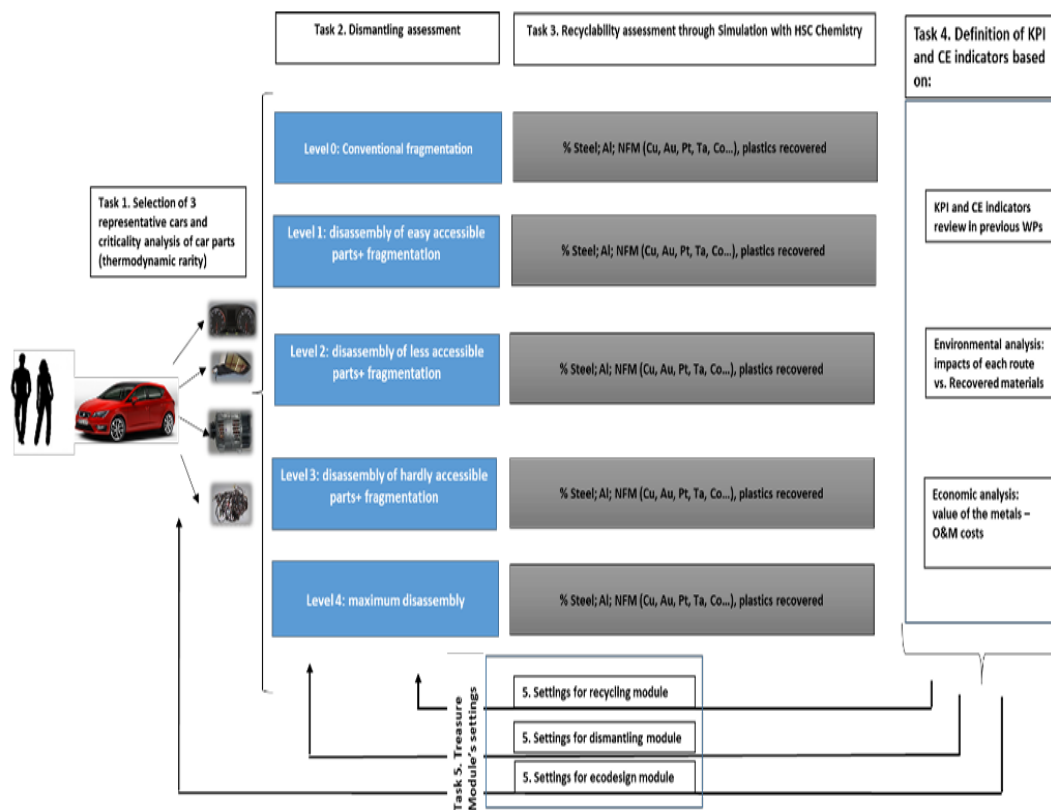 Task 2. Dismantling assessment
Task 3. Recyclability assessment through Simulation with HSC Chemistry
Task 4. Definition of KPI
and CE indicators based
on:
Level 0: Conventional fragmentation
% Steel; Al; NFM (Cu, Au, Pt, Ta, Co...), plastics recovered
Task 1. Selection of 3
representative cars and
criticality analysis of car parts
(thermodynamic rarity)
KPI and CE indicators
review in previous WPs
Level 1: disassembly of easy accessible
parts+ fragmentation
% Steel; Al; NFM (Cu, Au, Pt, Ta, Co...), plastics recovered
Level 2: disassembly of less accessible
parts+ fragmentation
% Steel; Al; NFM (Cu, Au, Pt, Ta, Co...), plastics recovered
Environmental analysis:
impacts of each route
vs. Recovered materials
Level 3: disassembly of hardly accessible
parts+ fragmentation
% Steel; Al; NFM (Cu, Au, Pt, Ta, Co...), plastics recovered
Economic analysis:
value of the metals –
O&M costs
Level 4: maximum disassembly
% Steel; Al; NFM (Cu, Au, Pt, Ta, Co...), plastics recovered
Task 5. Treasure
Module's settings
5. Settings for recycling module
5. Settings for dismantling module
5. Settings for ecodesign module